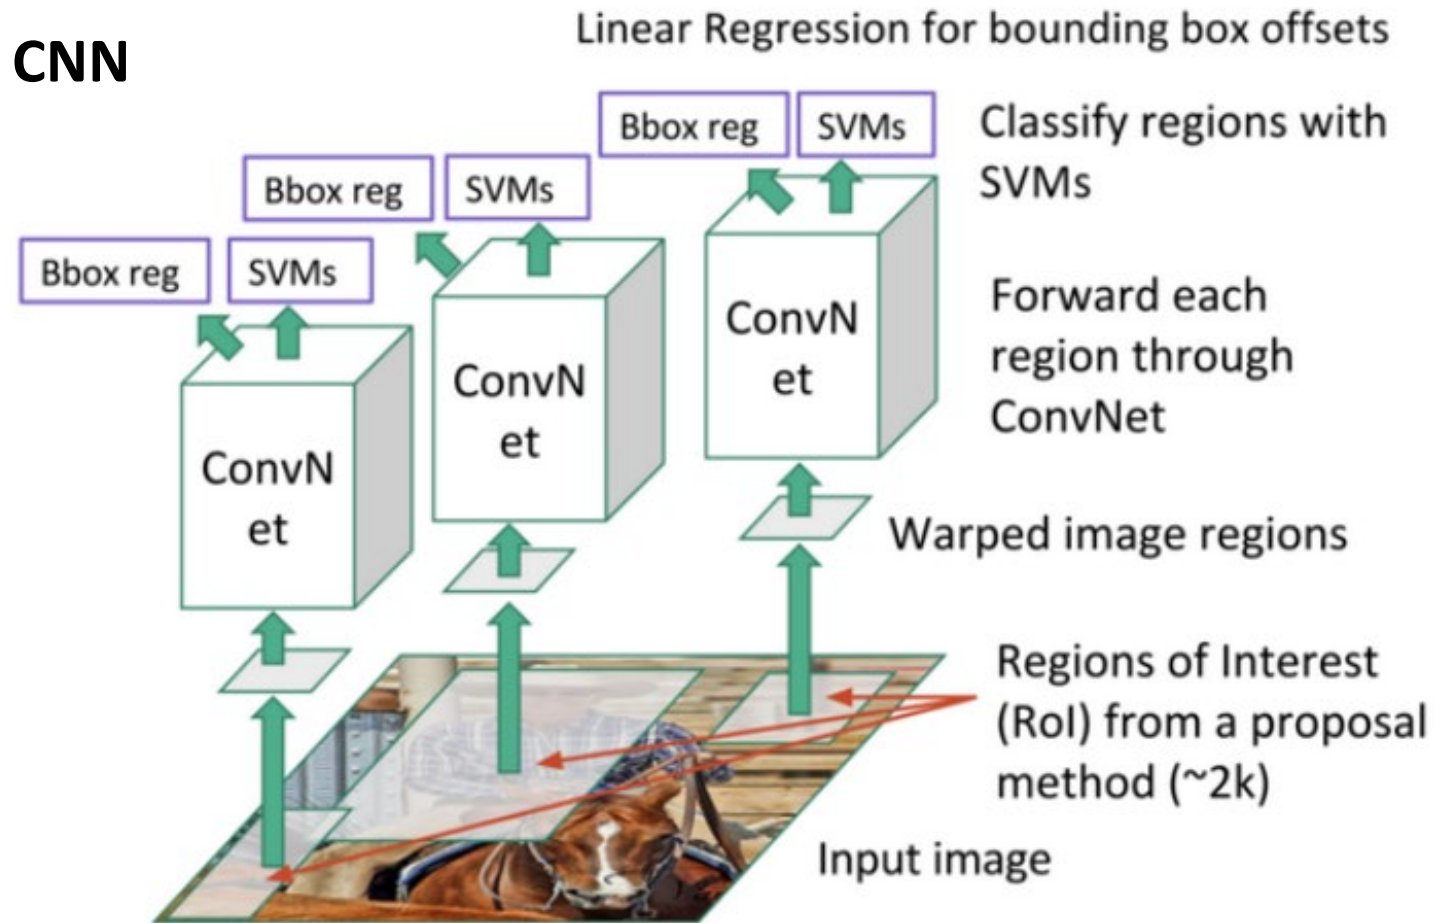 CNN
Linear Regression for bounding box offsets
Bbox reg
SVMs
Classify regions with
SVMs
Bbox reg
SVMs
Bbox reg
SVMs
ConvN
et
ConvN
et
ConvN
et
Forward each
region through
ConvNet
Warped image regions
Regions of Interest
(RoI) from a proposal
method (~2k)
Input image